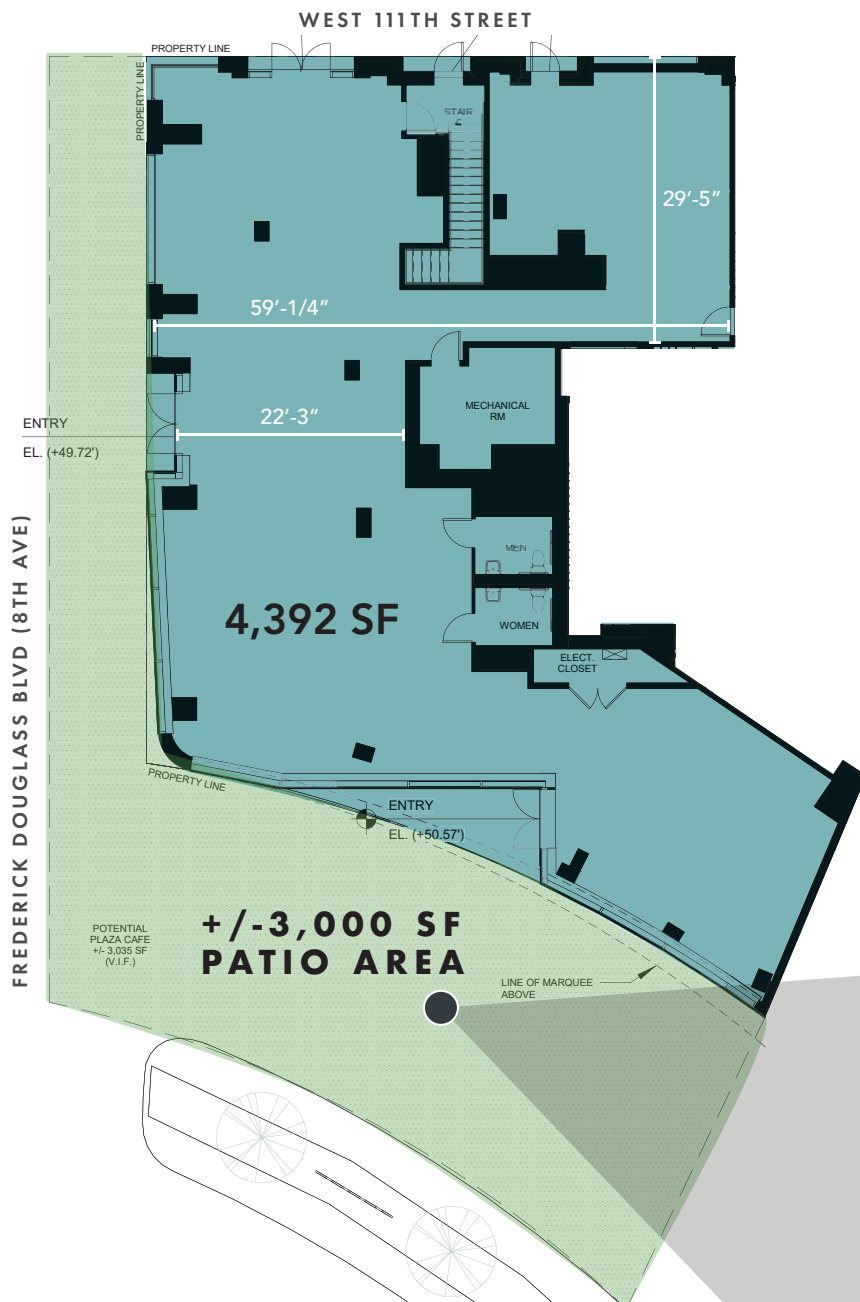 WEST 111TH STREET
PROPERTY LINE
PROPERTY LINE
STAIR
29'-5"
59'-1/4"
22'-3"
MECHANICAL
RM
ENTRY
EL. (+49.72')
FREDERICK DOUGLASS BLVD (8TH AVE)
MEN
WOMEN
4,392 SF
ELECT.
CLOSET
PROPERTY LINE
ENTRY
EL. (+50.57')
+/-3,000 SF
PATIO AREA
POTENTIAL
PLAZA CAFE
+/- 3,035 SF
(V.I.F.)
LINE OF MARQUEE
ABOVE